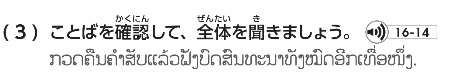 (3) ことばを確認して、全体を聞きましょう。 16-14
ກວດຄືນຄຳສັບແລ້ວຟັງບົດສົນທະນາທັງໝົດອີກເທື່ອໜຶ່ງ.